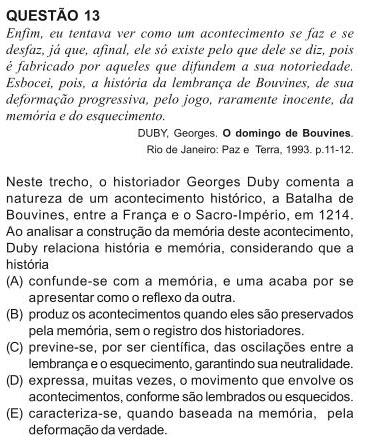 QUESTÃO 13
Enfim, eu tentava ver como um acontecimento se faz e se
desfaz, já que, afinal, ele só existe pelo que dele se diz, pois
é fabricado por aqueles que difundem a sua notoriedade.
Esbocei, pois, a história da lembrança de Bouvines, de sua
deformação progressiva, pelo jogo, raramente inocente, da
memória e do esquecimento.
DUBY, Georges. O domingo de Bouvines.
Rio de Janeiro: Paz e Terra, 1993. p.11-12.
Neste trecho, o historiador Georges Duby comenta a
natureza de um acontecimento histórico, a Batalha de
Bouvines, entre a França e o Sacro-Império, em 1214.
Ao analisar a construção da memória deste acontecimento,
Duby relaciona história e memória, considerando que a
história
(A) confunde-se com a memória, e uma acaba por se
apresentar como o reflexo da outra.
(B) produz os acontecimentos quando eles são preservados
pela memória, sem o registro dos historiadores.
(C) previne-se, por ser científica, das oscilações entre a
lembrança e o esquecimento, garantindo sua neutralidade.
(D) expressa, muitas vezes, o movimento que envolve os
acontecimentos, conforme são lembrados ou esquecidos.
(E) caracteriza-se, quando baseada na memória, pela
deformação da verdade.